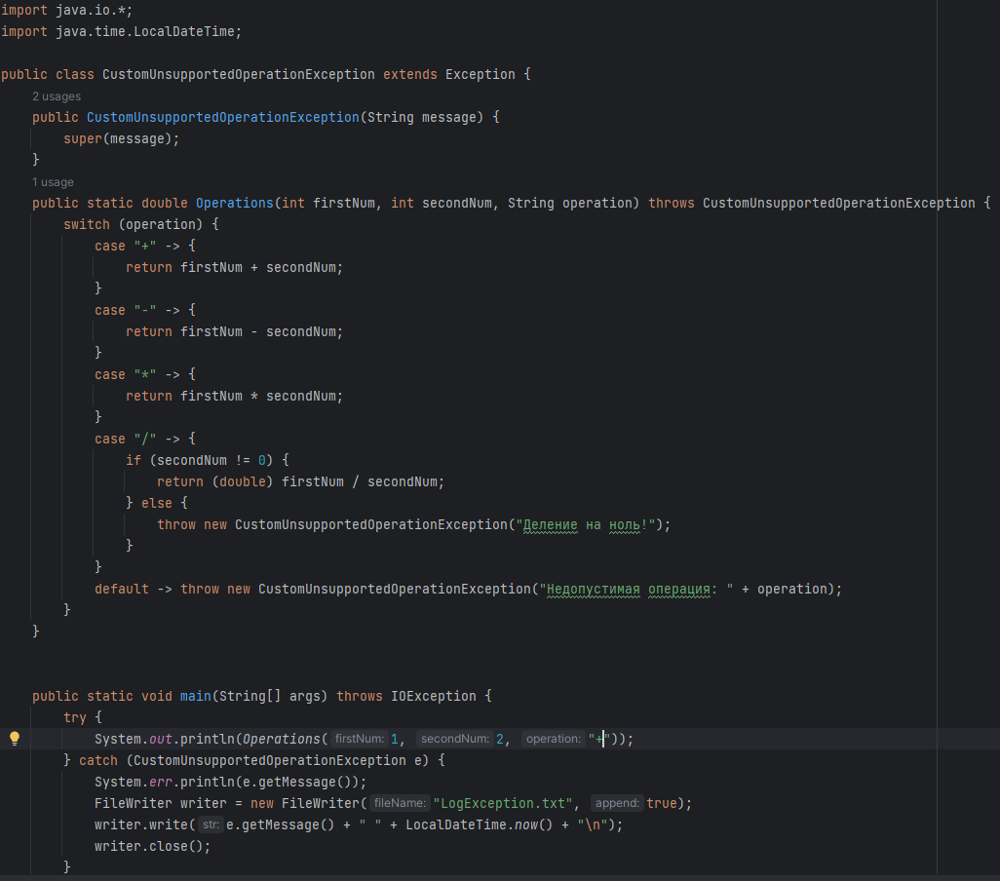 import java.io.*;
import java.time.LocalDateTime;
public class CustomUnsupportedOperationException extends Exception {
2 usages
public CustomUnsupportedOperationException(String message) {
super(message);
}
1 usage
public static double Operations(int firstNum, int secondNum, String operation) throws CustomUnsupportedOperationException {
switch (operation) {
case "+" -> {
return firstNum + secondNum;
}
case "-" -> {
return firstNum - secondNum;
}
case "*" -> {
return firstNum * secondNum;
}
case "/" -> {
if (secondNum != 0) {
return (double) firstNum / secondNum;
} else {
throw new CustomUnsupportedOperationException("Деление на ноль!");
}
}
default -> throw new CustomUnsupportedOperationException("Недопустимая операция: " + operation);
}
}
public static void main(String[] args) throws IOException {
try {
System.out.println(Operations( firstNum: 1, secondNum: 2, operation: "+"));
} catch (CustomUnsupportedOperationException e) {
System.err.println(e.getMessage());
FileWriter writer = new FileWriter( fileName: "LogException.txt", append: true);
writer.write( str: e.getMessage() + " " + LocalDateTime.now() + "\n");
writer.close();
}